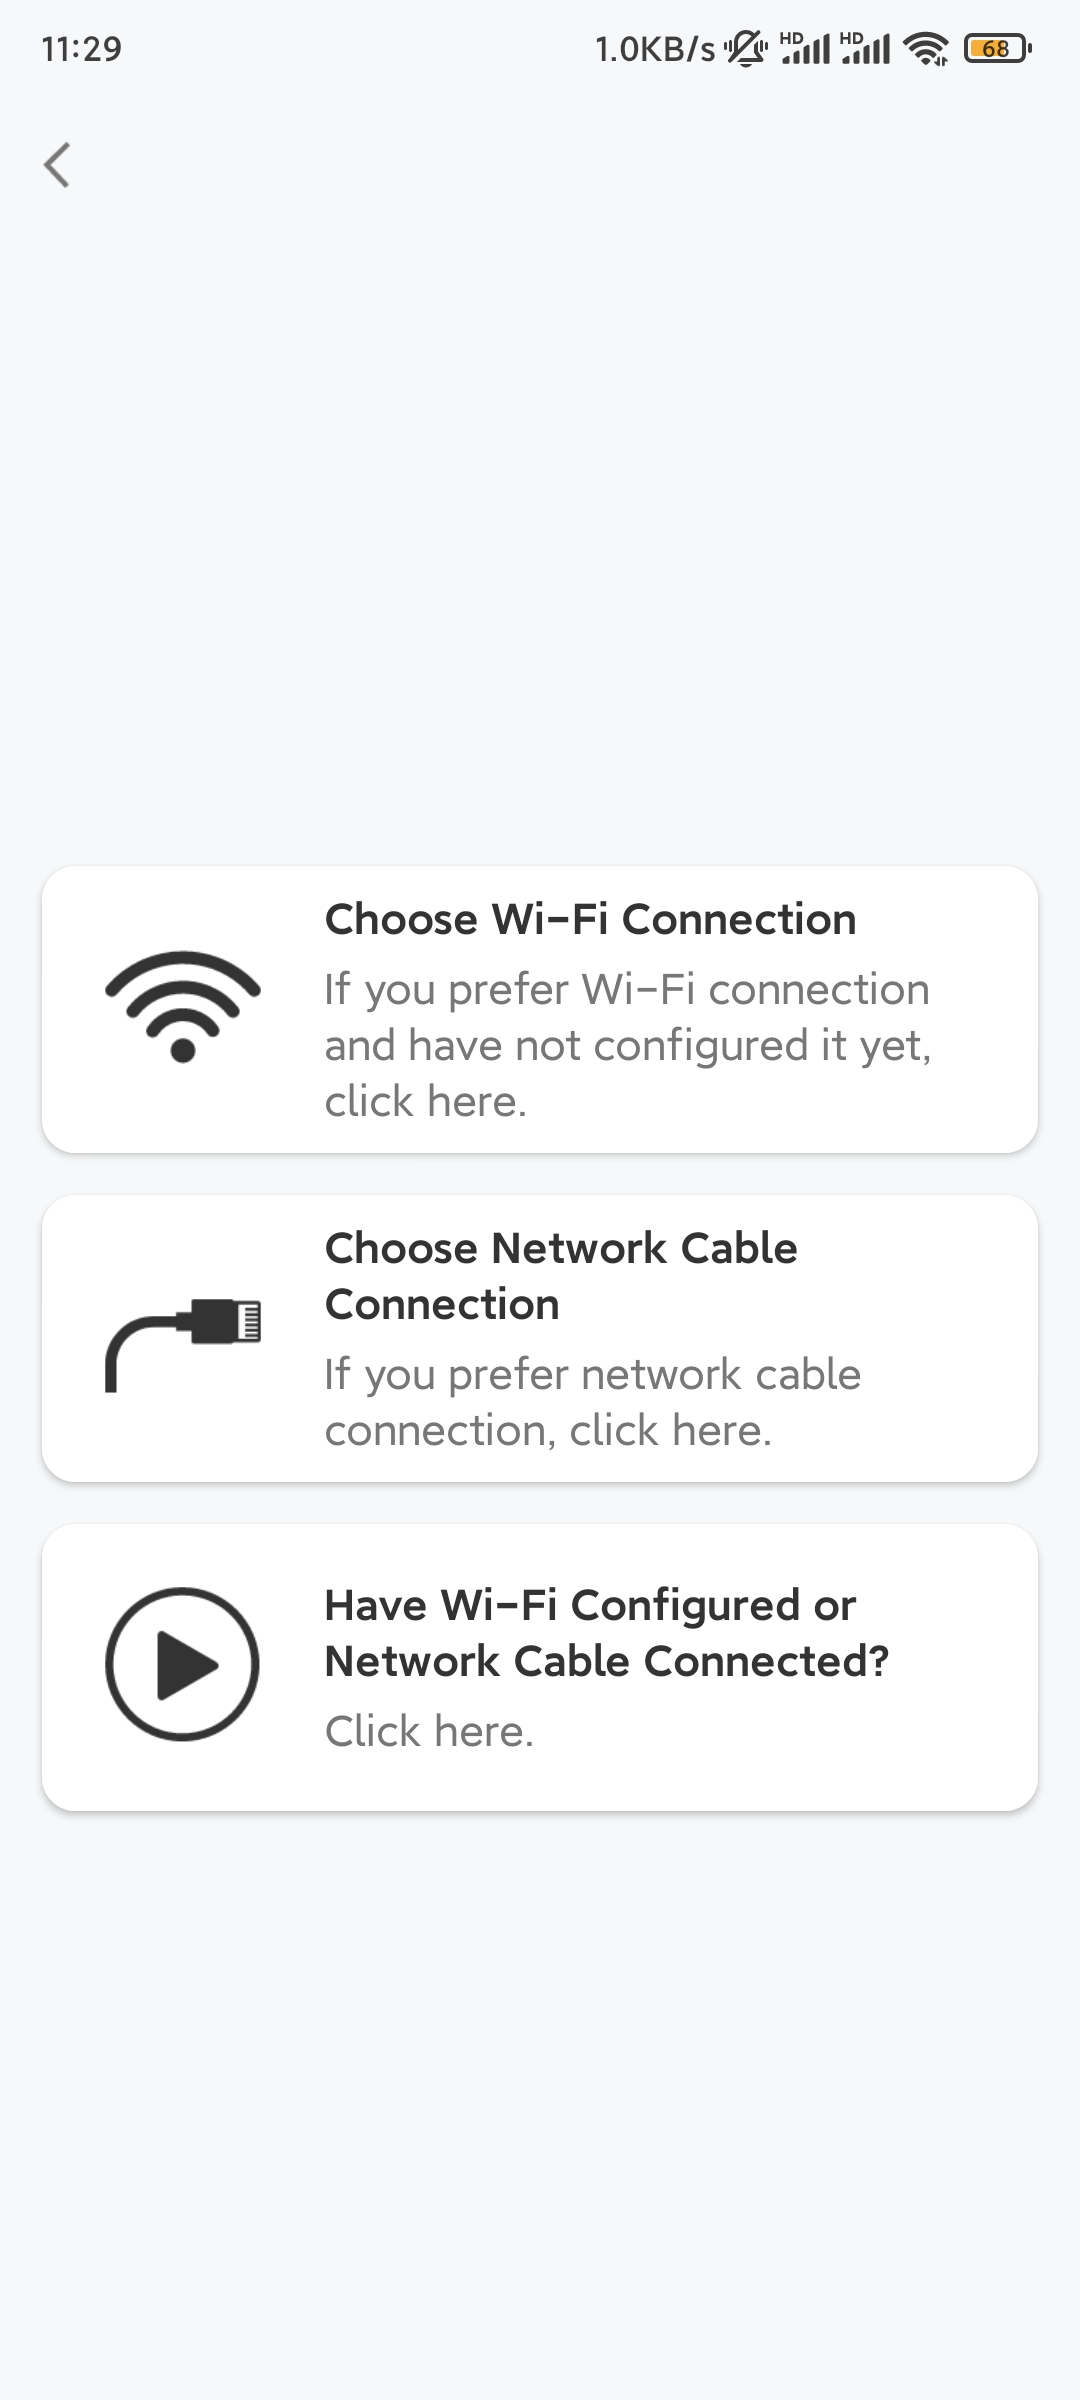 11:29
1.0KB/s HD HD 68
Choose Wi-Fi Connection
If you prefer Wi-Fi connection
and have not configured it yet,
click here.
Choose Network Cable
Connection
If you prefer network cable
connection, click here.
Have Wi-Fi Configured or
Network Cable Connected?
Click here.